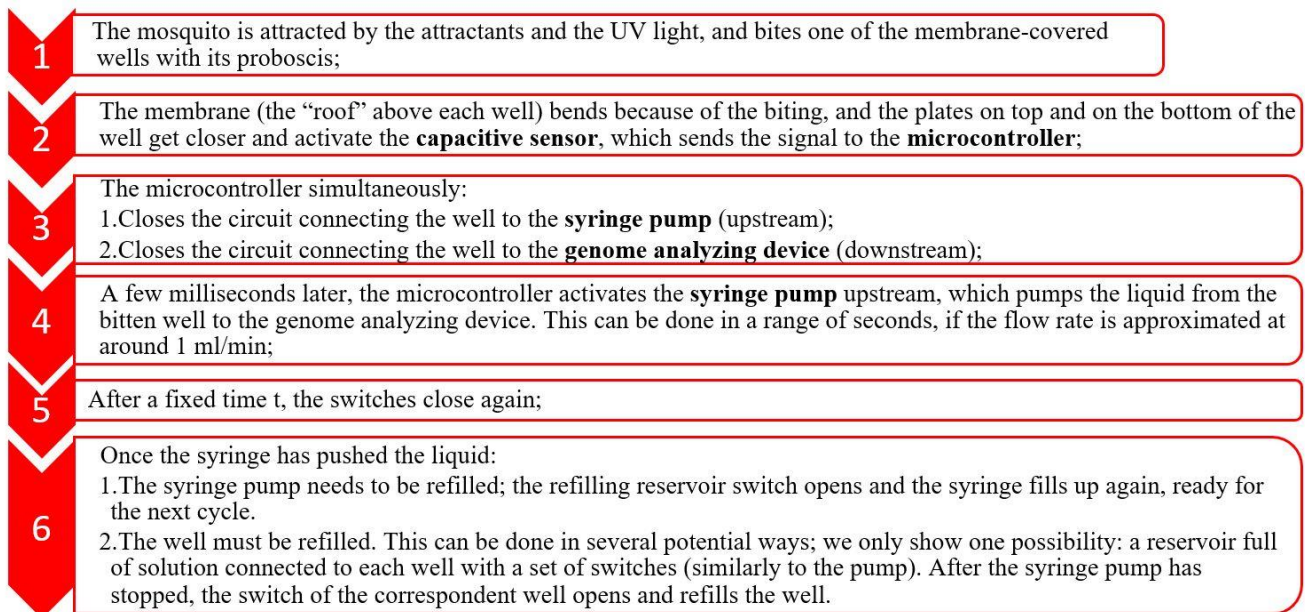 1
The mosquito is attracted by the attractants and the UV light, and bites one of the membrane-covered
wells with its proboscis;
2
The membrane (the “roof” above each well) bends because of the biting, and the plates on top and on the bottom of the
well get closer and activate the capacitive sensor, which sends the signal to the microcontroller;
3
The microcontroller simultaneously:
1.Closes the circuit connecting the well to the syringe pump (upstream);
2.Closes the circuit connecting the well to the genome analyzing device (downstream);
4
A few milliseconds later, the microcontroller activates the syringe pump upstream, which pumps the liquid from the
bitten well to the genome analyzing device. This can be done in a range of seconds, if the flow rate is approximated at
around 1 ml/min;
5
After a fixed time t, the switches close again;
6
Once the syringe has pushed the liquid:
1.The syringe pump needs to be refilled; the refilling reservoir switch opens and the syringe fills up again, ready for
the next cycle.
2.The well must be refilled. This can be done in several potential ways; we only show one possibility: a reservoir full
of solution connected to each well with a set of switches (similarly to the pump). After the syringe pump has
stopped, the switch of the correspondent well opens and refills the well.